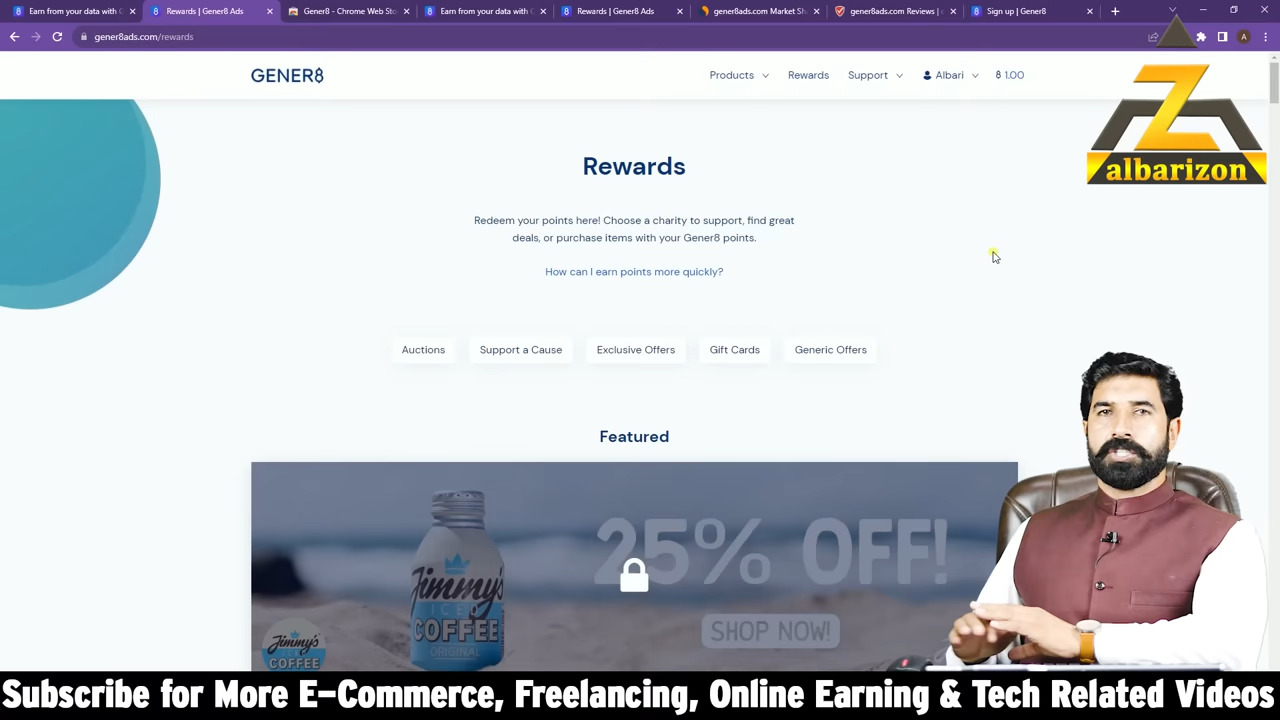 Earn from your data with G
Rewards | Gener8 Ads
Gener8 - Chrome Web Sto
Earn from your data with G
Rewards | Gener8 Ads
gener8ads.com Market Sh
gener8ads.com Reviews |
Sign up | Gener8
gener8ads.com/rewards
A
GENER8
Products
Rewards
Support
Albari
8 1.00
Z
albarizon
Rewards
Redeem your points here! Choose a charity to support, find great
deals, or purchase items with your Gener8 points.
How can I earn points more quickly?
Auctions
Support a Cause
Exclusive Offers
Gift Cards
Generic Offers
Featured
25% OFF!
SHOP NOW!
Jimmy's
ICED
COFFEE
ORIGINAL
Jimmy's
ICED
COFFEE
Subscribe for More E-Commerce, Freelancing, Online Earning & Tech Related Videos